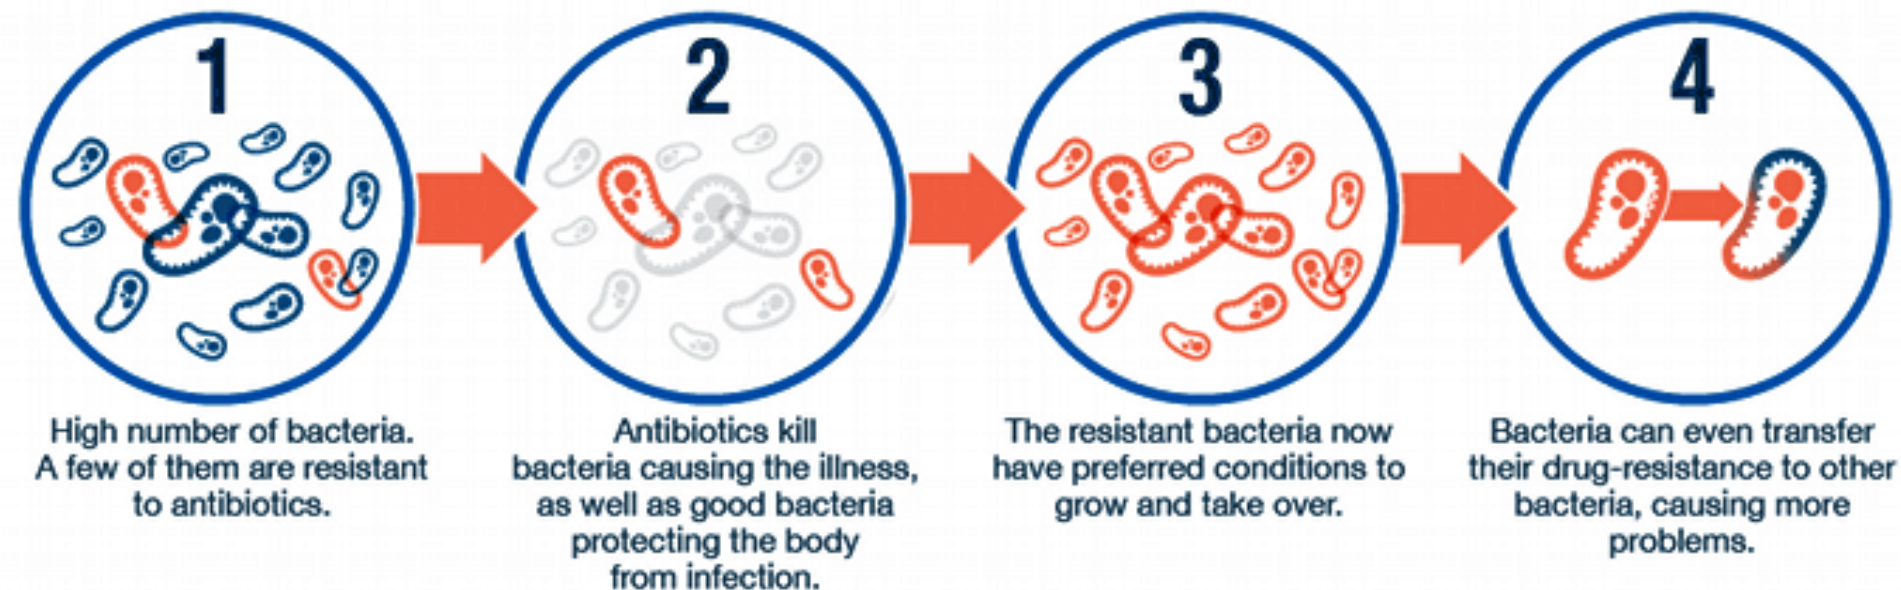 1
High number of bacteria.
A few of them are resistant
to antibiotics.
2
Antibiotics kill
bacteria causing the illness,
as well as good bacteria
protecting the body
from infection.
3
The resistant bacteria now
have preferred conditions to
grow and take over.
4
Bacteria can even transfer
their drug-resistance to other
bacteria, causing more
problems.